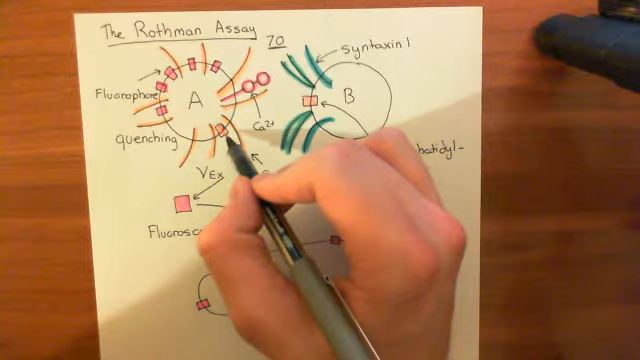 The Rothman Assay
70
Syntaxin 1
Fluorophore
A
B
Ca2+
quenching
VEx